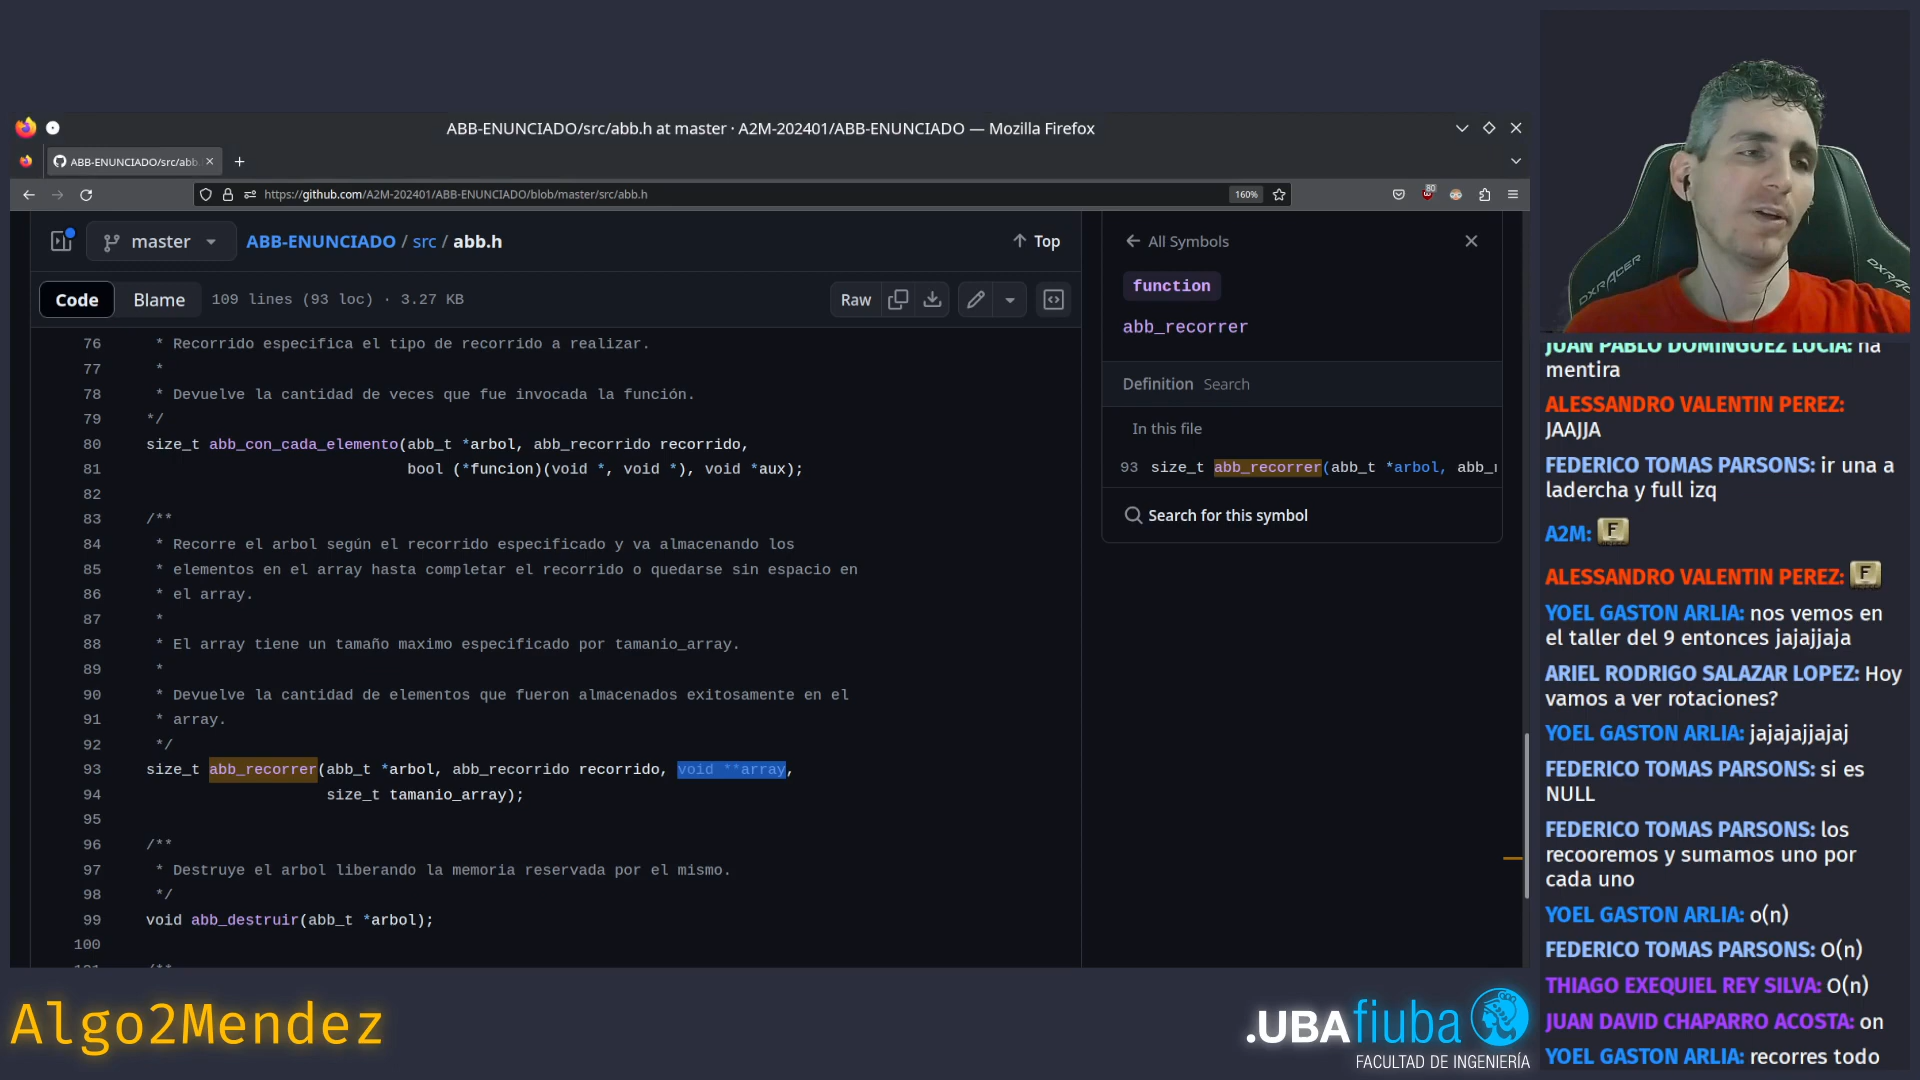 ABB-ENUNCIADO/src/abb.h at master · A2M-202401/ABB-ENUNCIADO — Mozilla Firefox
ABB-ENUNCIADO/src/abb
https://github.com/A2M-202401/ABB-ENUNCIADO/blob/master/src/abb.h
160%
80
master
ABB-ENUNCIADO / src / abb.h
Top
Code
Blame
109 lines (93 loc) · 3.27 KB
Raw
76 * Recorrido especifica el tipo de recorrido a realizar.
77 *
78 * Devuelve la cantidad de veces que fue invocada la función.
79 */
80 size_t abb_con_cada_elemento(abb_t *arbol, abb_recorrido recorrido,
81 bool (*funcion)(void *, void *), void *aux);
82
83 /**
84 * Recorre el arbol según el recorrido especificado y va almacenando los
85 * elementos en el array hasta completar el recorrido o quedarse sin espacio en
86 * el array.
87 *
88 * El array tiene un tamaño maximo especificado por tamanio_array.
89 *
90 * Devuelve la cantidad de elementos que fueron almacenados exitosamente en el
91 * array.
92 */
93 size_t abb_recorrer(abb_t *arbol, abb_recorrido recorrido, void **array,
94 size_t tamanio_array);
95
96 /**
97 * Destruye el arbol liberando la memoria reservada por el mismo.
98 */
99 void abb_destruir(abb_t *arbol);
100
All Symbols
function
abb_recorrer
Definition Search
In this file
93 size_t abb_recorrer(abb_t *arbol, abb_
Search for this symbol
DXRACER
JUAN PABLO DOMINGUEZ LUCIA: na
mentira
ALESSANDRO VALENTIN PEREZ:
JAAJJA
FEDERICO TOMAS PARSONS: ir una a
ladercha y full izq
A2M: F
ALESSANDRO VALENTIN PEREZ: F
YOEL GASTON ARLIA: nos vemos en
el taller del 9 entonces jajajjaja
ARIEL RODRIGO SALAZAR LOPEZ: Hoy
vamos a ver rotaciones?
YOEL GASTON ARLIA: jajajajjajaj
FEDERICO TOMAS PARSONS: si es
NULL
FEDERICO TOMAS PARSONS: los
recooremos y sumamos uno por
cada uno
YOEL GASTON ARLIA: o(n)
FEDERICO TOMAS PARSONS: O(n)
THIAGO EXEQUIEL REY SILVA: O(n)
JUAN DAVID CHAPARRO ACOSTA: on
YOEL GASTON ARLIA: recorres todo
Algo2Mendez
.UBAfiuba
FACULTAD DE INGENIERÍA